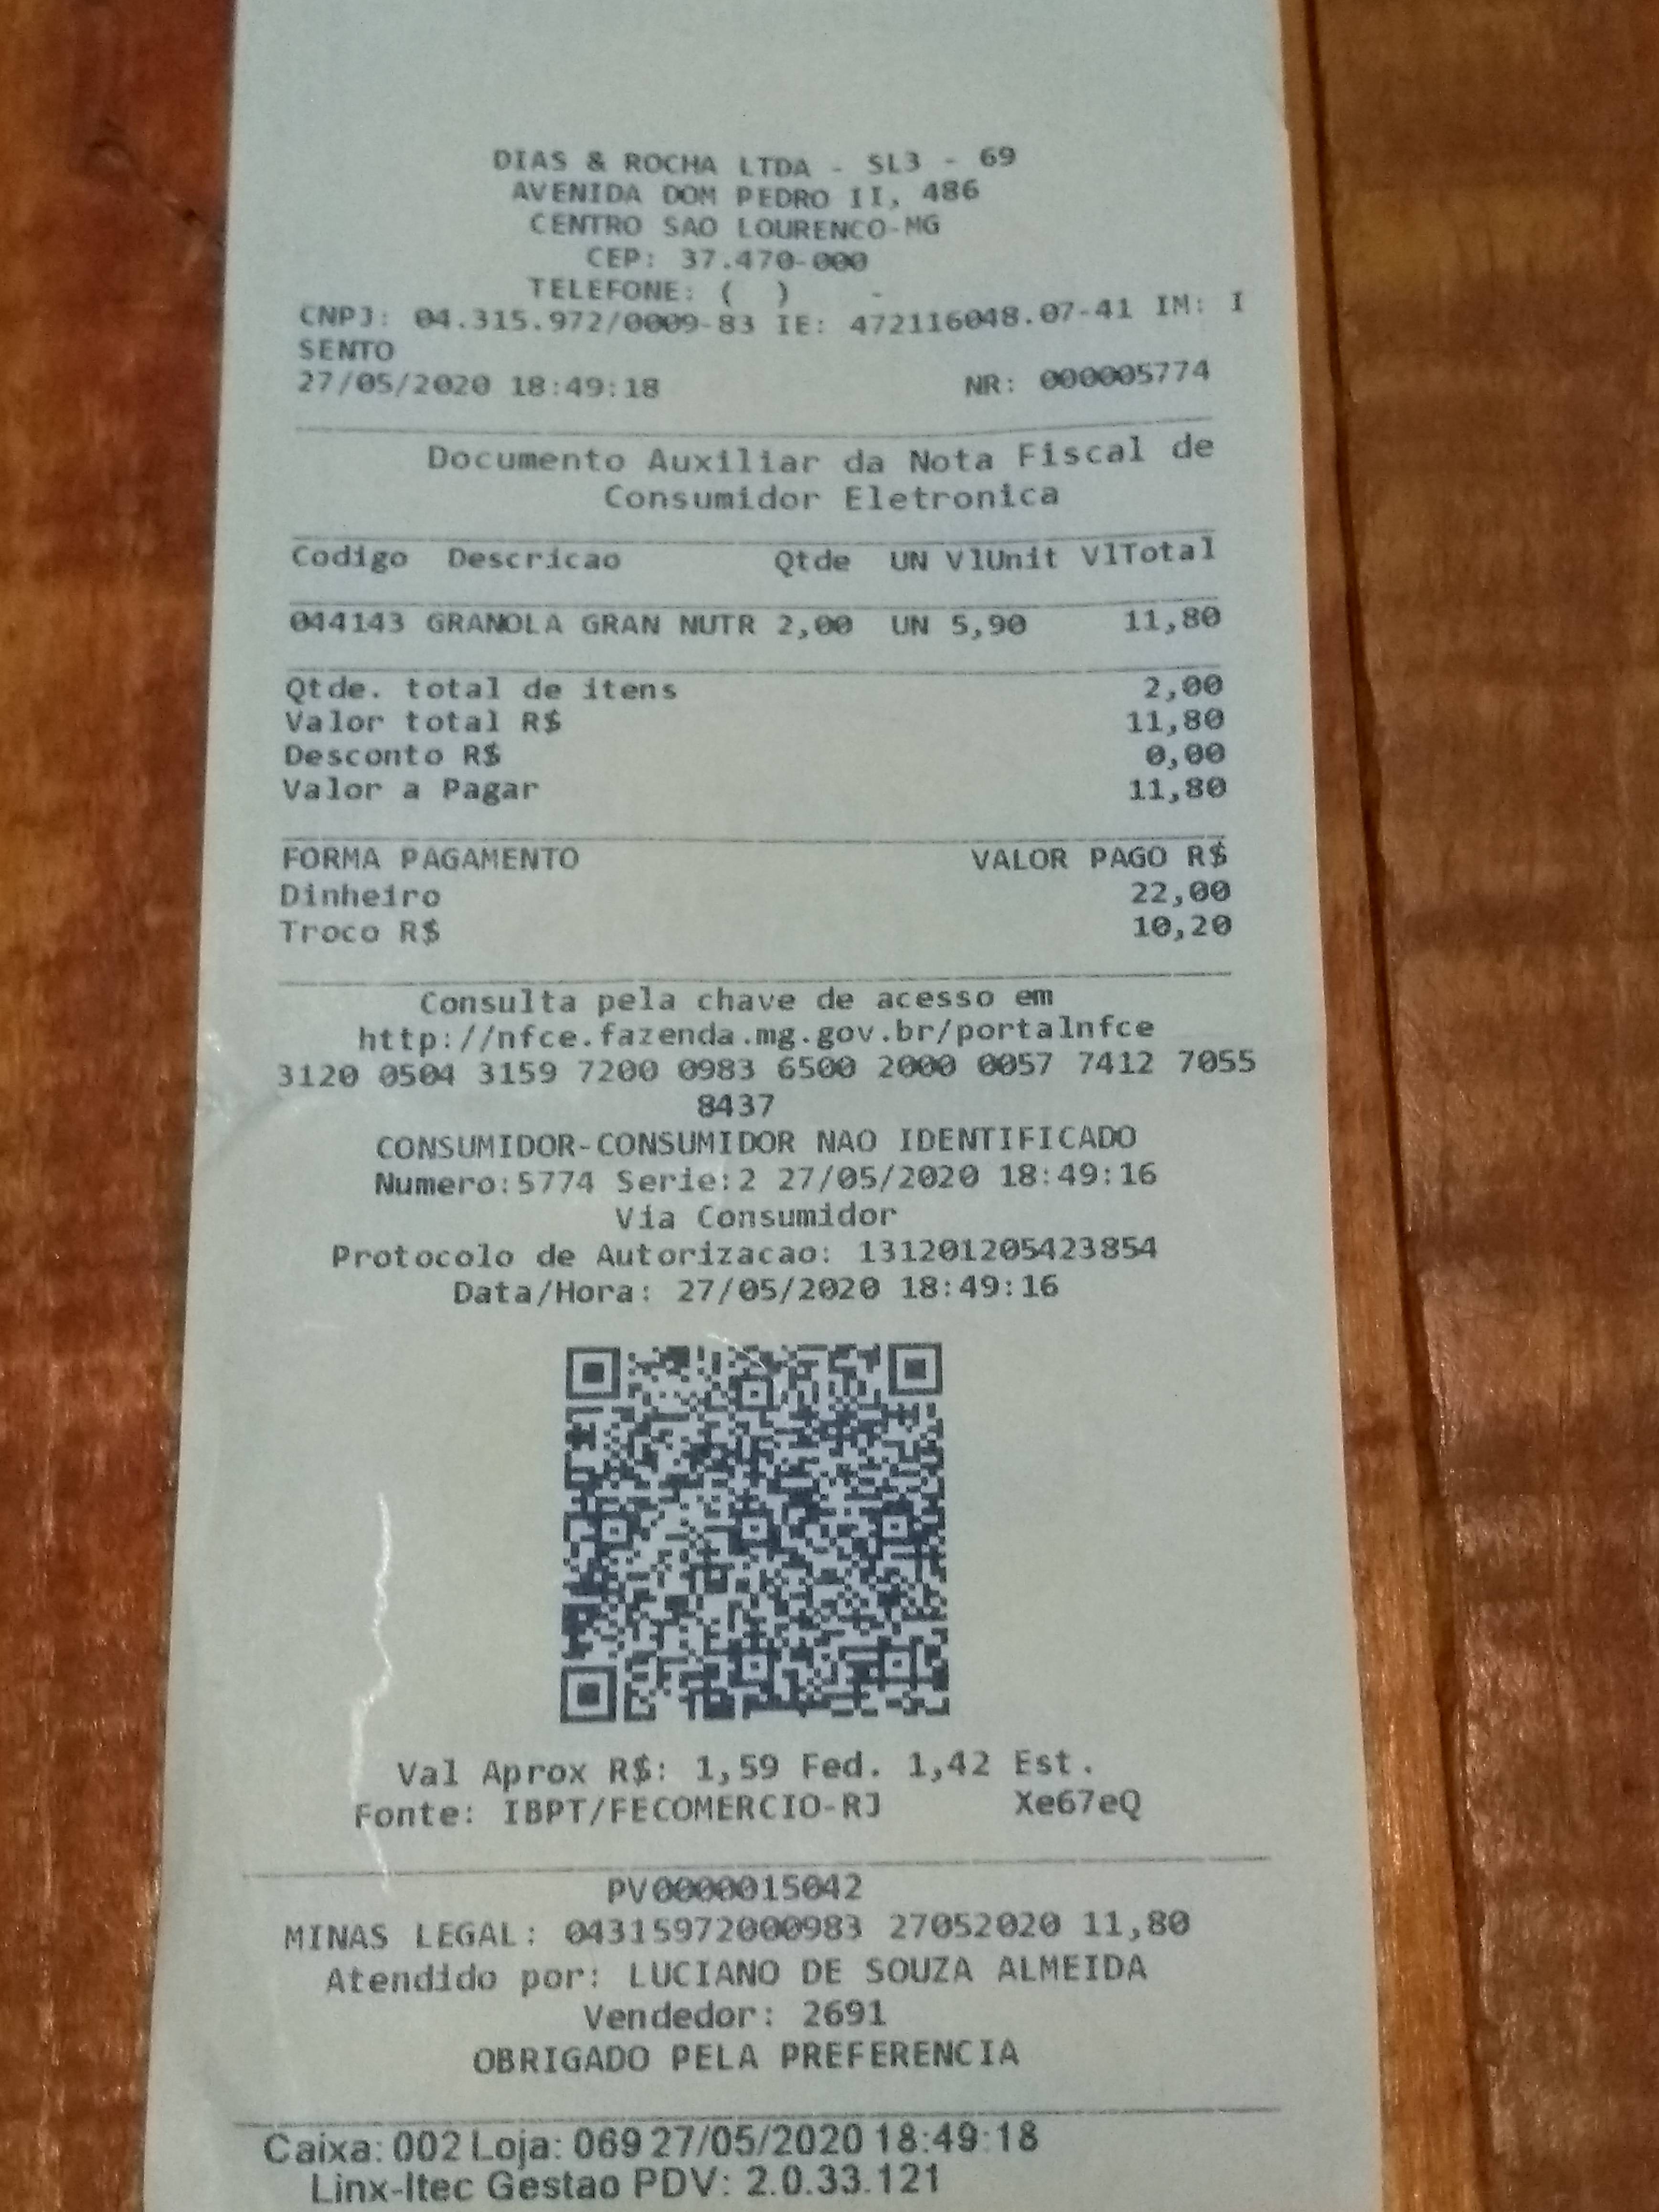 DIAS & ROCHA LTDA - SL3 - 69
AVENIDA DOM PEDRO II, 486
CENTRO SAO LOURENCO-MG
CEP: 37.470-000
TELEFONE: (  )    -
CNPJ: 04.315.972/0009-83 IE: 472116048.07-41 IM: I
SENTO
27/05/2020 18:49:18 NR: 000005774
Documento Auxiliar da Nota Fiscal de
Consumidor Eletronica
Codigo Descricao Qtde UN VlUnit VlTotal
044143 GRANOLA GRAN NUTR 2,00 UN 5,90 11,80
Qtde. total de itens 2,00
Valor total R$ 11,80
Desconto R$ 0,00
Valor a Pagar 11,80
FORMA PAGAMENTO VALOR PAGO R$
Dinheiro 22,00
Troco R$ 10,20
Consulta pela chave de acesso em
http://nfce.fazenda.mg.gov.br/portalnfce
3120 0504 3159 7200 0983 6500 2000 0057 7412 7055
8437
CONSUMIDOR-CONSUMIDOR NAO IDENTIFICADO
Numero:5774 Serie:2 27/05/2020 18:49:16
Via Consumidor
Protocolo de Autorizacao: 131201205423854
Data/Hora: 27/05/2020 18:49:16
Val Aprox R$: 1,59 Fed. 1,42 Est.
Fonte: IBPT/FECOMERCIO-RJ Xe67eQ
PV0000015042
MINAS LEGAL: 04315972000983 27052020 11,80
Atendido por: LUCIANO DE SOUZA ALMEIDA
Vendedor: 2691
OBRIGADO PELA PREFERENCIA
Caixa: 002 Loja: 069 27/05/2020 18:49:18
Linx-Itec Gestao PDV: 2.0.33.121